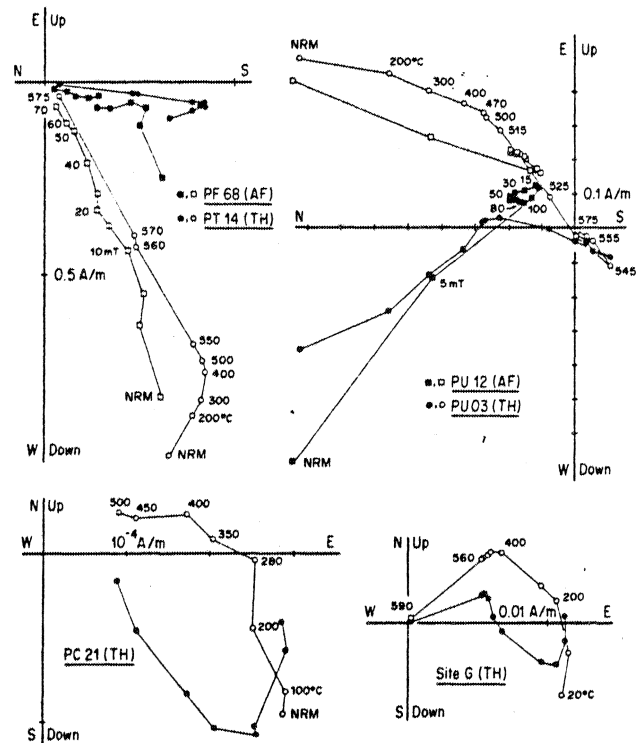 E Up
N S
575
70
60
50
40
20
10mT
570
560
0.5 A/m
550
500
400
300
200°C
NRM
NRM
W Down
PF 68 (AF)
PT 14 (TH)
E Up
NRM
200°C
300
400
470
500
515
30 15
50
80 100
525
0.1 A/m
N S
575
555
545
5 mT
NRM
PU 12 (AF)
PU 03 (TH)
W Down
N Up
500 450 400
350
W E
10⁻⁴ A/m
280
200
100°C
NRM
PC 21 (TH)
S Down
N Up
560 400
200
590
W E
0.01 A/m
20°C
Site G (TH)
S Down